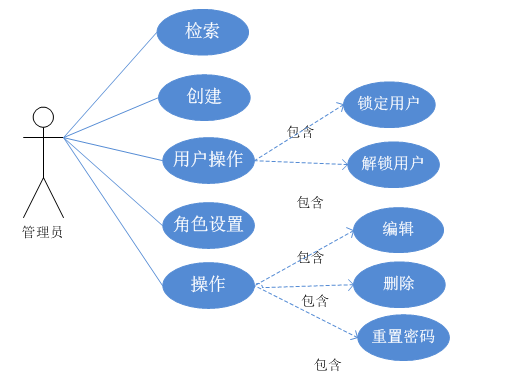 检索
创建
锁定用户
包含
用户操作
解锁用户
包含
角色设置
编辑
管理员
包含
操作
删除
包含
重置密码
包含